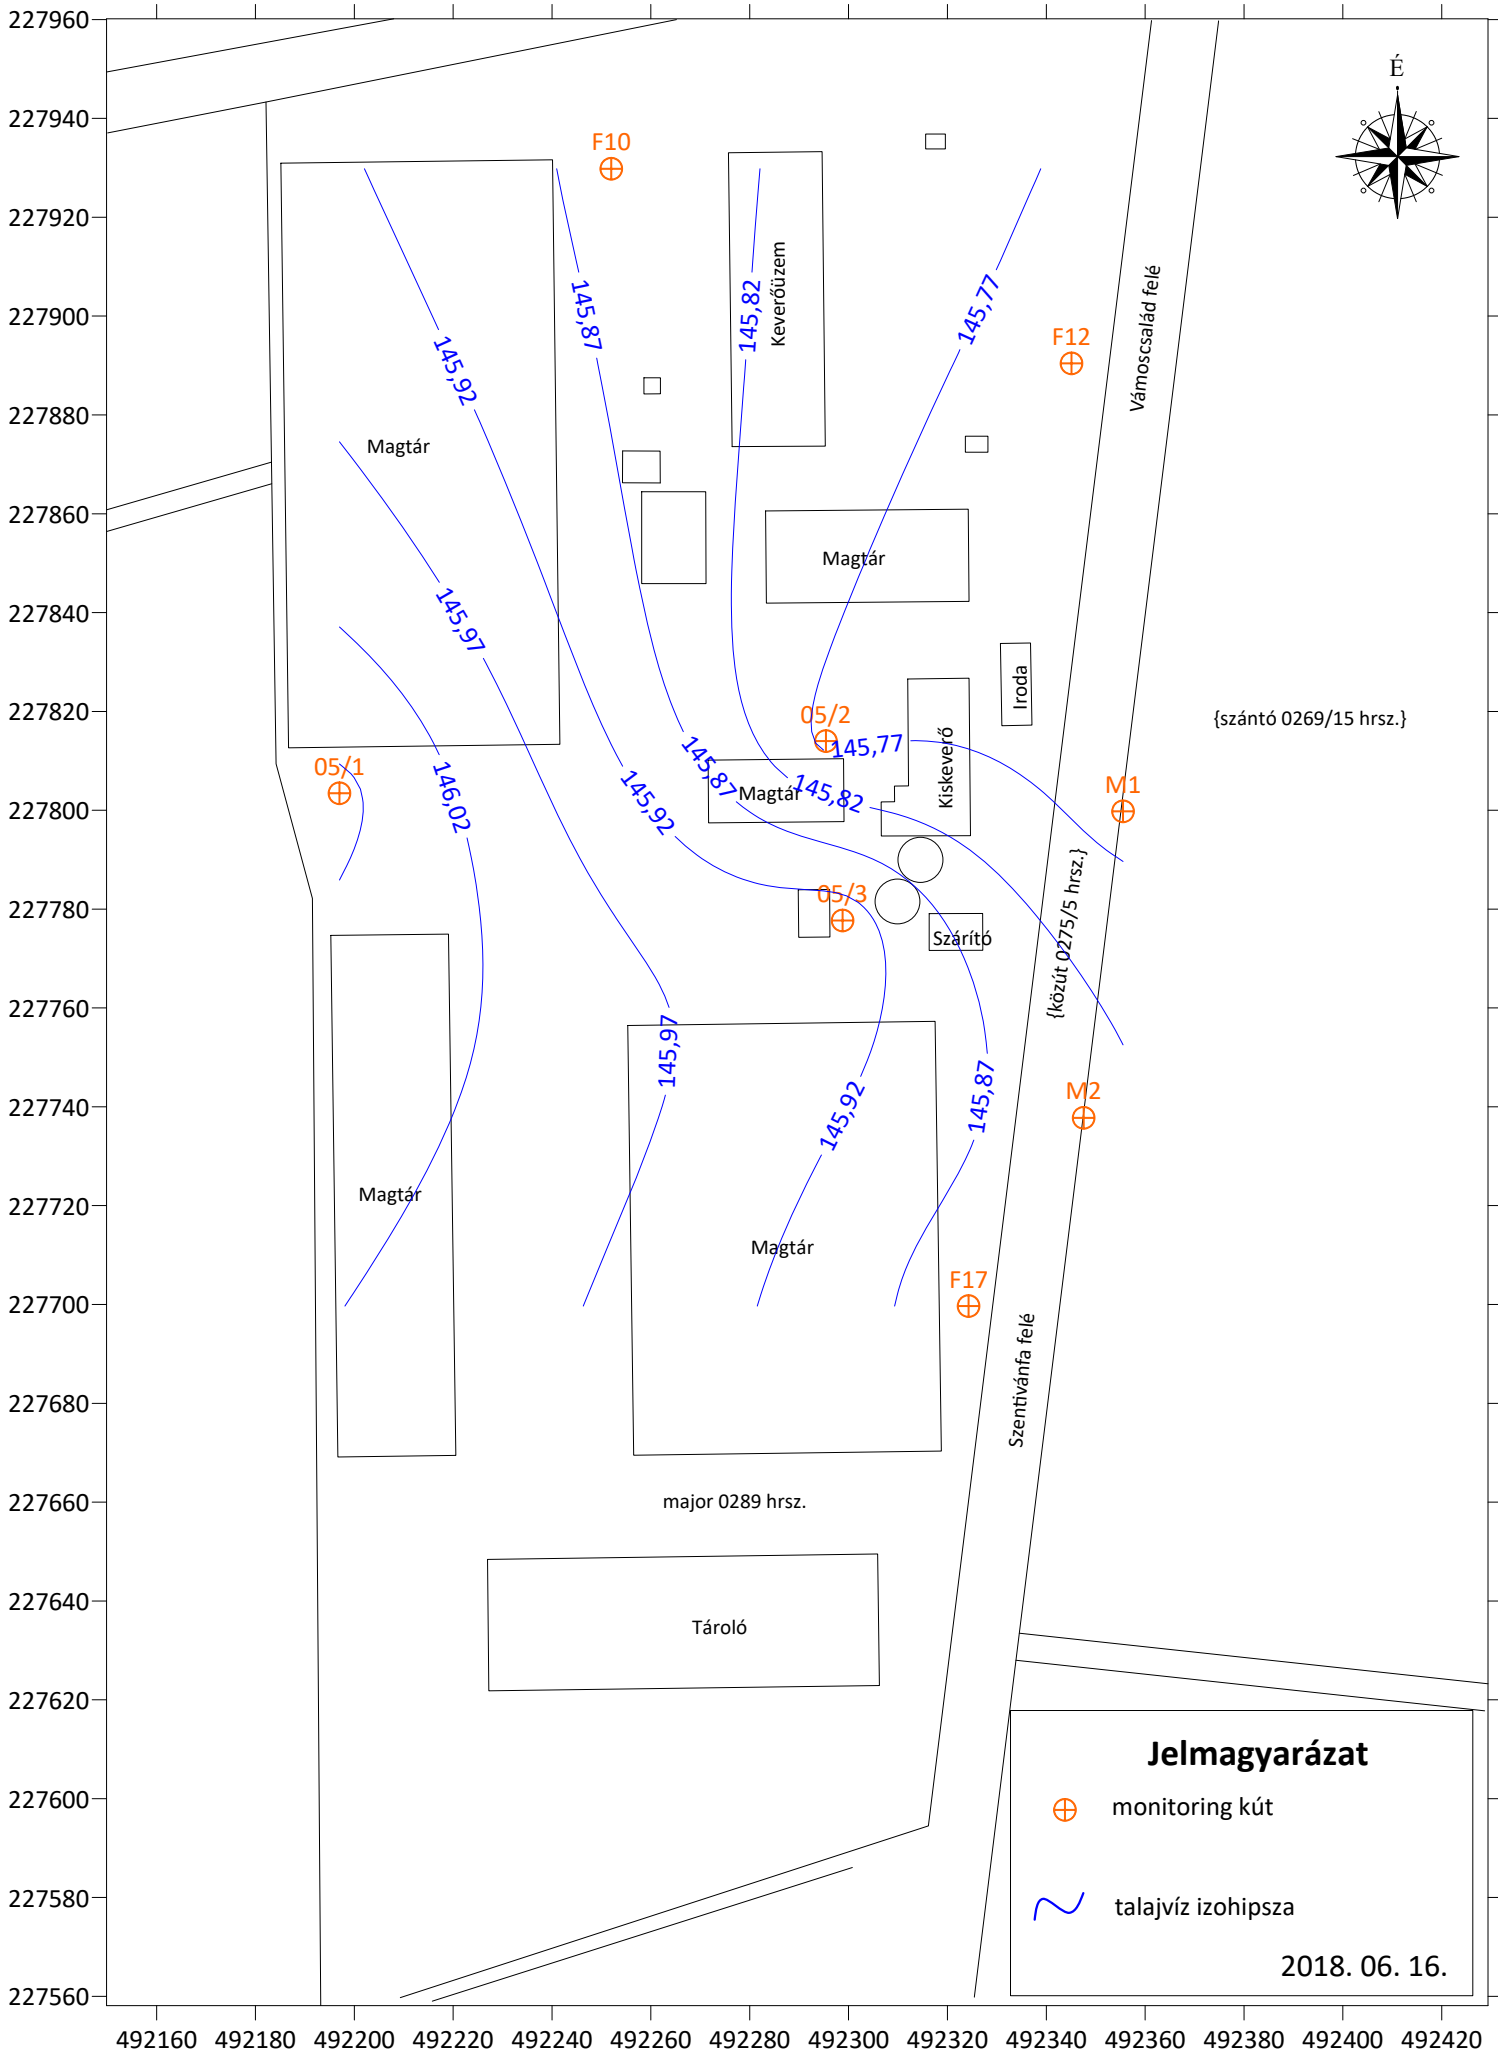 227960
227940
227920
227900
227880
227860
227840
227820
227800
227780
227760
227740
227720
227700
227680
227660
227640
227620
227600
227580
227560
492160 492180 492200 492220 492240 492260 492280 492300 492320 492340 492360 492380 492400 492420
É
F10
145,87
145,82
Keverőüzem
145,77
Vámoscsalád felé
F12
145,92
Magtár
Magtár
145,97
Iroda
{szántó 0269/15 hrsz.}
05/2
145,77
Kiskeverő
05/1
146,02
145,87
145,92
Magtár
145,82
M1
{közút 0275/5 hrsz.}
05/3
Szárító
145,97
145,92
145,87
M2
Magtár
Magtár
F17
Szentivánfa felé
major 0289 hrsz.
Tároló
Jelmagyarázat
monitoring kút
talajvíz izohipsza
2018. 06. 16.